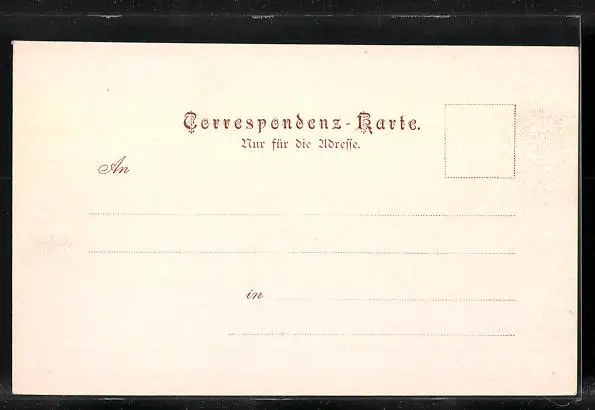 Correspondenz-Karte.
Nur für die Adresse.
An
in